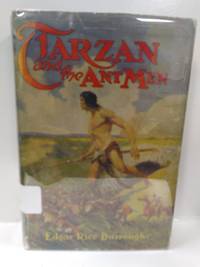 TARZAN
and the ANT MEN
Edgar Rice Burroughs